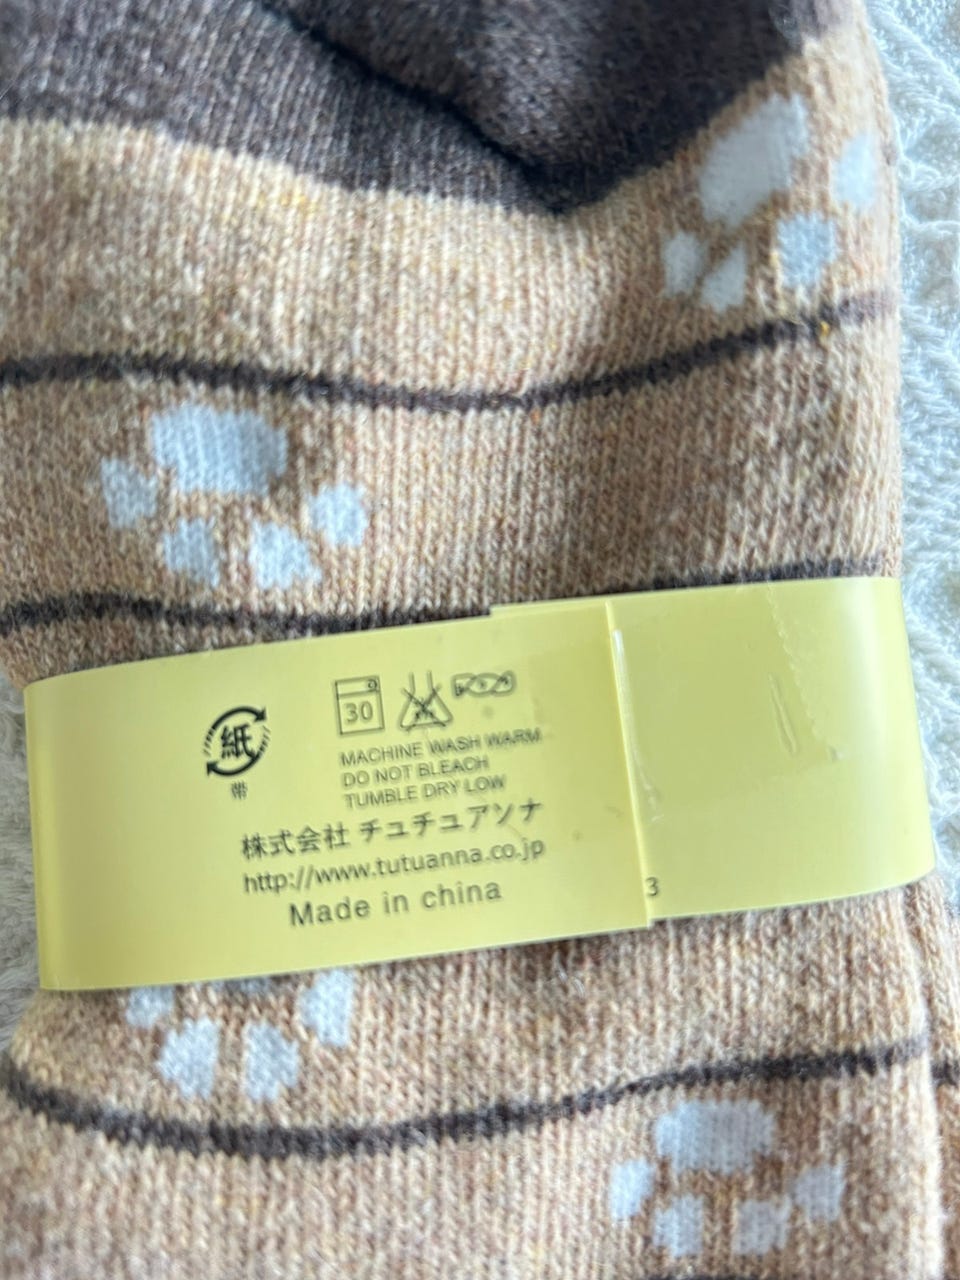 紙
帯
30
MACHINE WASH WARM
DO NOT BLEACH
TUMBLE DRY LOW
株式会社 チュチュアンナ
http://www.tutuanna.co.jp
Made in china
3